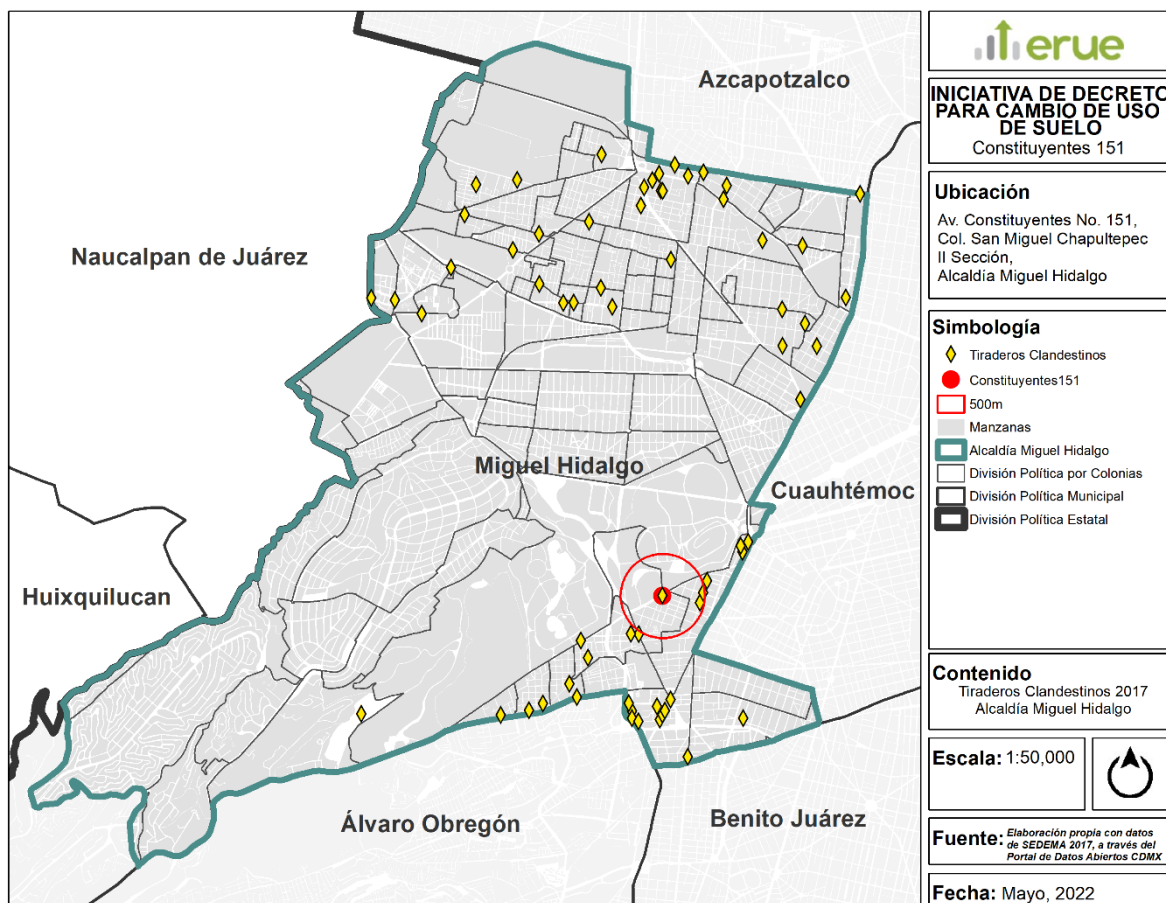 Azcapotzalco
Naucalpan de Juárez
Miguel Hidalgo
Cuauhtémoc
Huixquilucan
Álvaro Obregón
Benito Juárez
erue
INICIATIVA DE DECRETO
PARA CAMBIO DE USO
DE SUELO
Constituyentes 151
Ubicación
Av. Constituyentes No. 151,
Col. San Miguel Chapultepec
II Sección,
Alcaldía Miguel Hidalgo
Simbología
Tiraderos Clandestinos
Constituyentes151
500m
Manzanas
Alcaldía Miguel Hidalgo
División Política por Colonias
División Política Municipal
División Política Estatal
Contenido
Tiraderos Clandestinos 2017
Alcaldía Miguel Hidalgo
Escala: 1:50,000
Fuente: Elaboración propia con datos
de SEDEMA 2017, a través del
Portal de Datos Abiertos CDMX
Fecha: Mayo, 2022